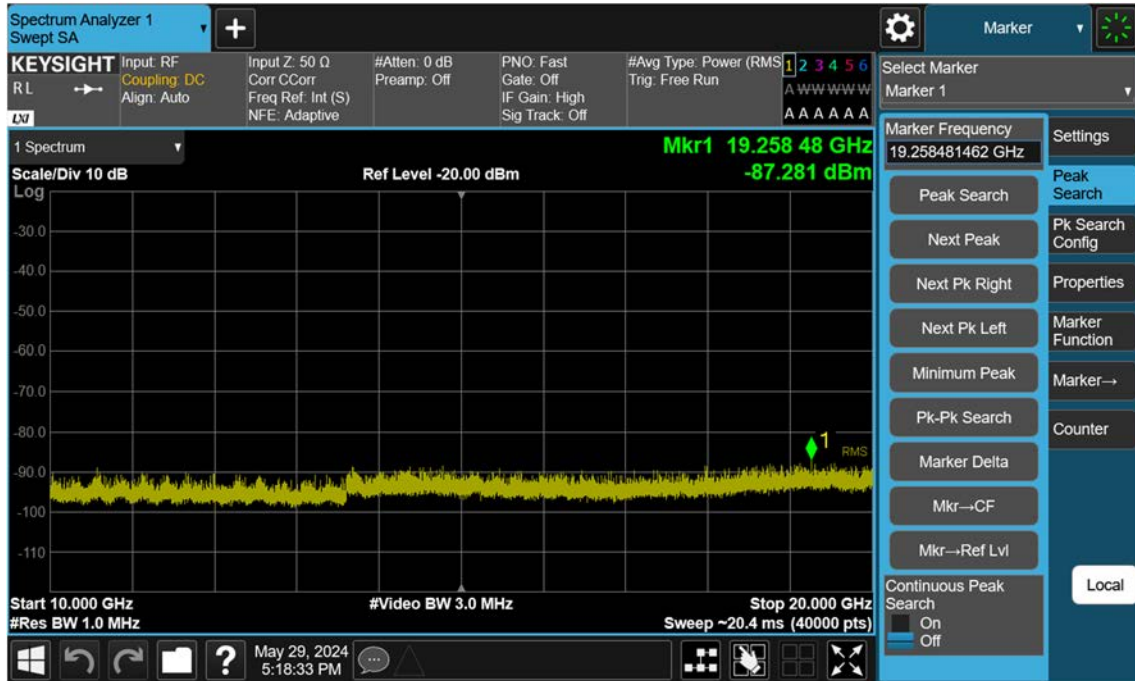 Spectrum Analyzer 1
Swept SA
Marker
KEYSIGHT
R L
LXI
Input: RF
Coupling: DC
Align: Auto
Input Z: 50 Ω
Corr CCorr
Freq Ref: Int (S)
NFE: Adaptive
#Atten: 0 dB
Preamp: Off
PNO: Fast
Gate: Off
IF Gain: High
Sig Track: Off
#Avg Type: Power (RMS
Trig: Free Run
1 2 3 4 5 6
A W W W W W
A A A A A A
Select Marker
Marker 1
1 Spectrum
Mkr1 19.258 48 GHz
-87.281 dBm
Scale/Div 10 dB
Ref Level -20.00 dBm
Log
-30.0
-40.0
-50.0
-60.0
-70.0
-80.0
-90.0
-100
-110
1
RMS
Start 10.000 GHz
#Video BW 3.0 MHz
Stop 20.000 GHz
#Res BW 1.0 MHz
Sweep ~20.4 ms (40000 pts)
Marker Frequency
19.258481462 GHz
Peak Search
Next Peak
Next Pk Right
Next Pk Left
Minimum Peak
Pk-Pk Search
Marker Delta
Mkr→CF
Mkr→Ref Lvl
Continuous Peak
Search
On
Off
Settings
Peak
Search
Pk Search
Config
Properties
Marker
Function
Marker→
Counter
Local
?
May 29, 2024
5:18:33 PM